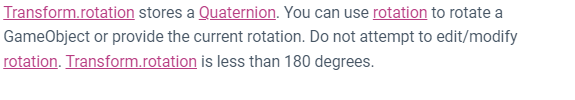 Transform.rotation stores a Quaternion. You can use rotation to rotate a
GameObject or provide the current rotation. Do not attempt to edit/modify
rotation. Transform.rotation is less than 180 degrees.